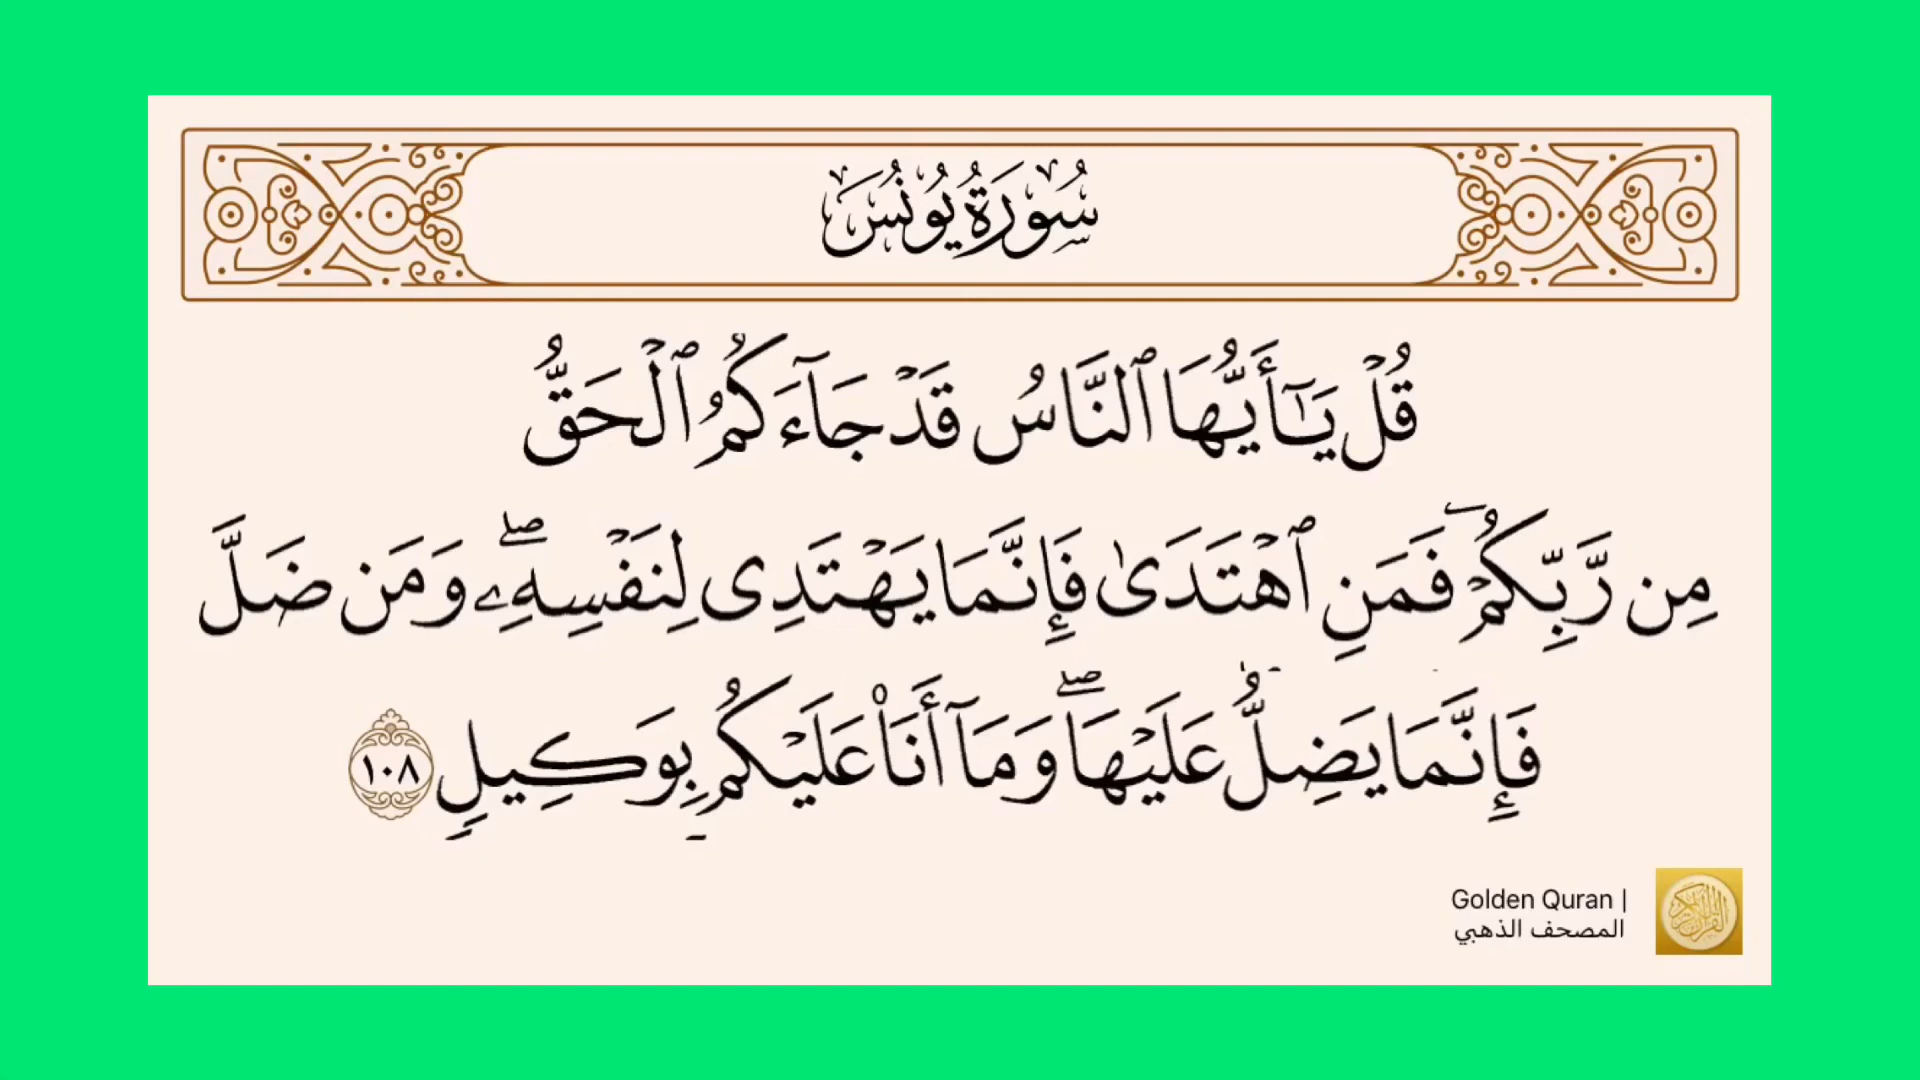 سُورَةُ يُونُسَ
قُلۡ يَـٰٓأَيُّهَا ٱلنَّاسُ قَدۡ جَآءَكُمُ ٱلۡحَقُّ
مِن رَّبِّكُمۡۖ فَمَنِ ٱهۡتَدَىٰ فَإِنَّمَا يَهۡتَدِى لِنَفۡسِهِۦۖ وَمَن ضَلَّ
فَإِنَّمَا يَضِلُّ عَلَيۡهَاۖ وَمَآ أَنَا۠ عَلَيۡكُم بِوَكِيلٍ ١٠٨
Golden Quran |
المصحف الذهبي